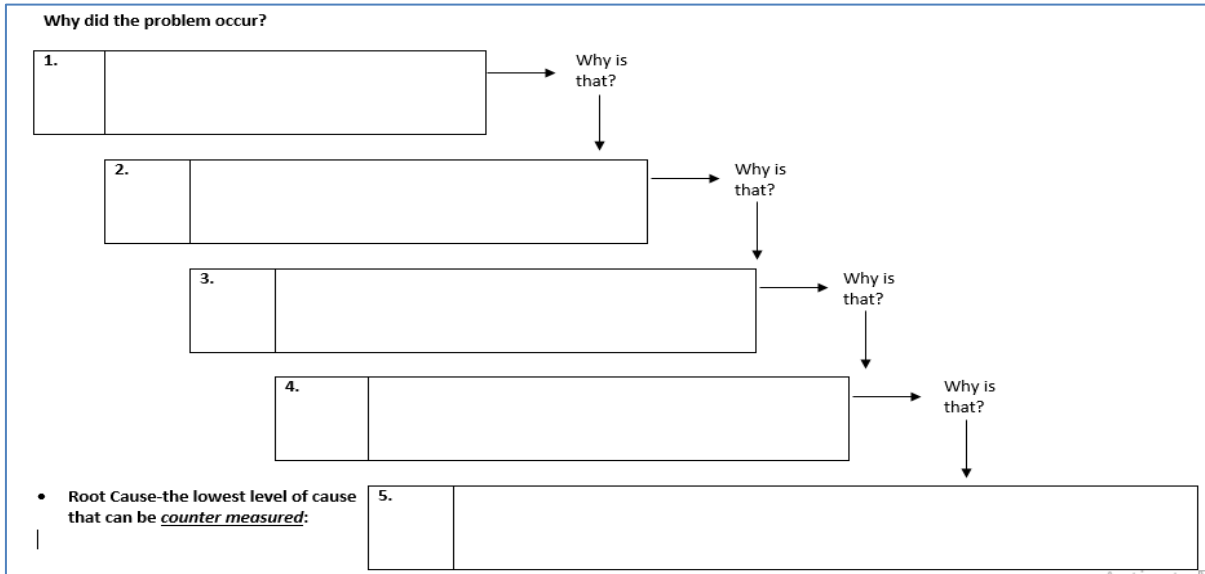 Why did the problem occur?
1.
Why is
that?
2.
Why is
that?
3.
Why is
that?
4.
Why is
that?
• Root Cause-the lowest level of cause
that can be counter measured:
5.